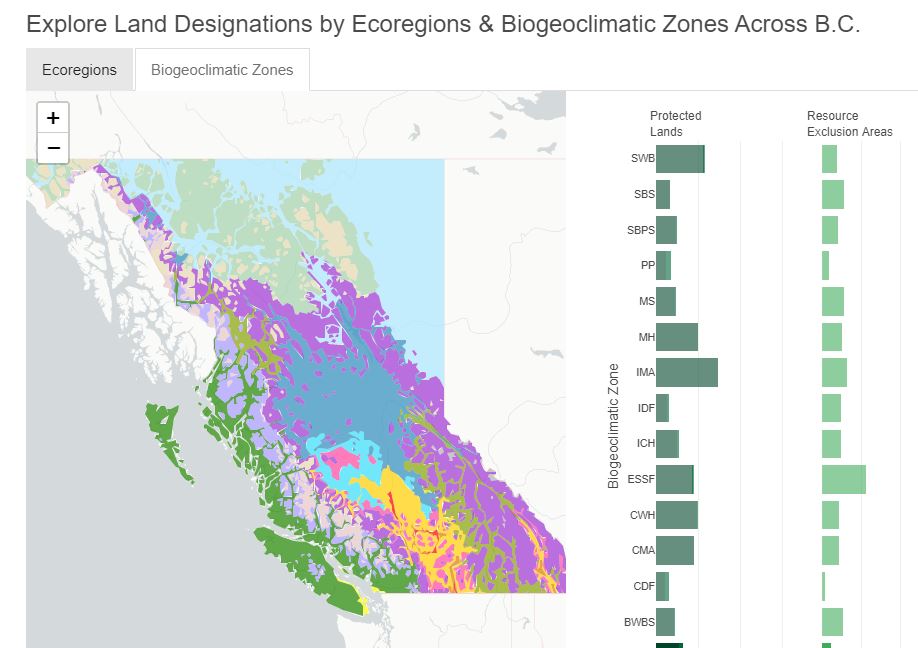 Explore Land Designations by Ecoregions & Biogeoclimatic Zones Across B.C.
Ecoregions
Biogeoclimatic Zones
+
−
Protected
Lands
Resource
Exclusion Areas
Biogeoclimatic Zone
SWB
SBS
SBPS
PP
MS
MH
IMA
IDF
ICH
ESSF
CWH
CMA
CDF
BWBS